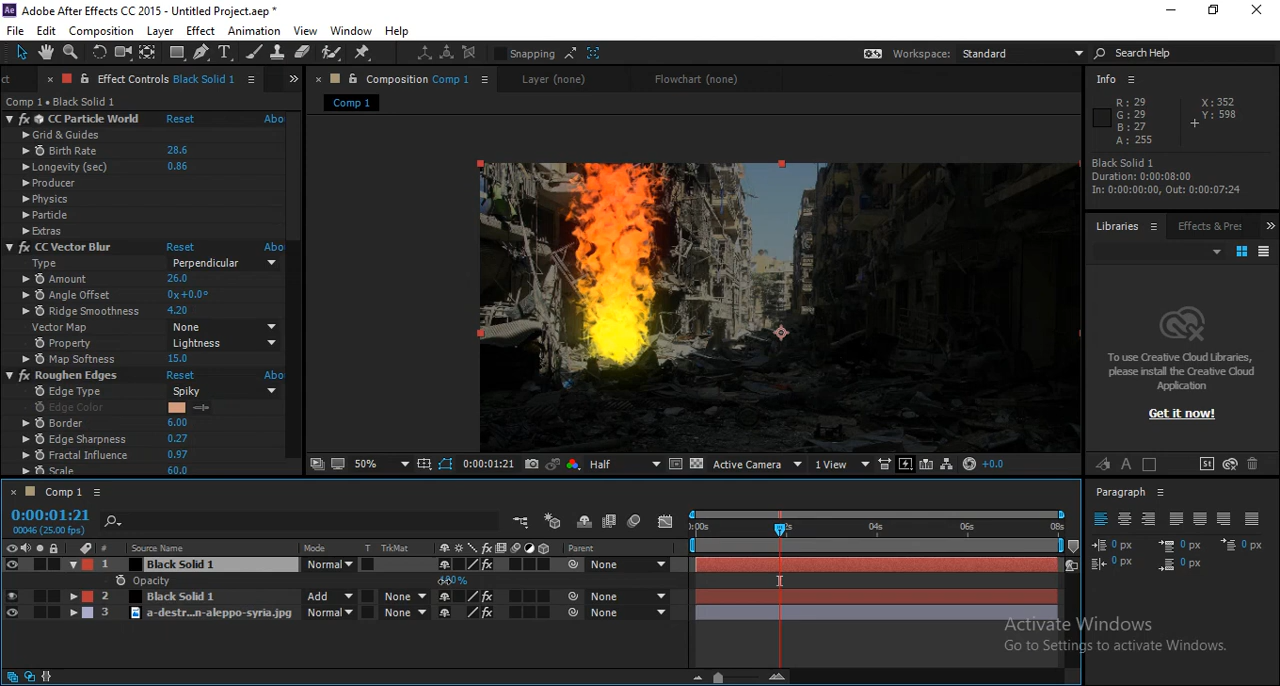 Adobe After Effects CC 2015 - Untitled Project.aep *
File Edit Composition Layer Effect Animation View Window Help
Snapping
Workspace: Standard
Search Help
ct × Effect Controls Black Solid 1
Comp 1 • Black Solid 1
CC Particle World Reset Abo
Grid & Guides
Birth Rate 28.6
Longevity (sec) 0.86
Producer
Physics
Particle
Extras
CC Vector Blur Reset Abo
Type Perpendicular
Amount 26.0
Angle Offset 0x+0.0°
Ridge Smoothness 4.20
Vector Map None
Property Lightness
Map Softness 15.0
Roughen Edges Reset Abo
Edge Type Spiky
Edge Color
Border 6.00
Edge Sharpness 0.27
Fractal Influence 0.97
Scale 60.0
Composition Comp 1 Layer (none) Flowchart (none)
Comp 1
50% 0:00:01:21 Half Active Camera 1 View +0.0
Info
R: 29 X: 352
G: 29 Y: 598
B: 27
A: 255
Black Solid 1
Duration: 0:00:08:00
In: 0:00:00:00, Out: 0:00:07:24
Libraries Effects & Pre:
To use Creative Cloud Libraries,
please install the Creative Cloud
Application
Get it now!
Comp 1
0:00:01:21
00046 (25.00 fps)
# Source Name Mode T TrkMat Parent
1 Black Solid 1 Normal None
Opacity
2 Black Solid 1 Add None None
3 a-destr...n-aleppo-syria.jpg Normal None None
04s 06s 08s
Paragraph
0 px 0 px 0 px
0 px 0 px
Activate Windows
Go to Settings to activate Windows.